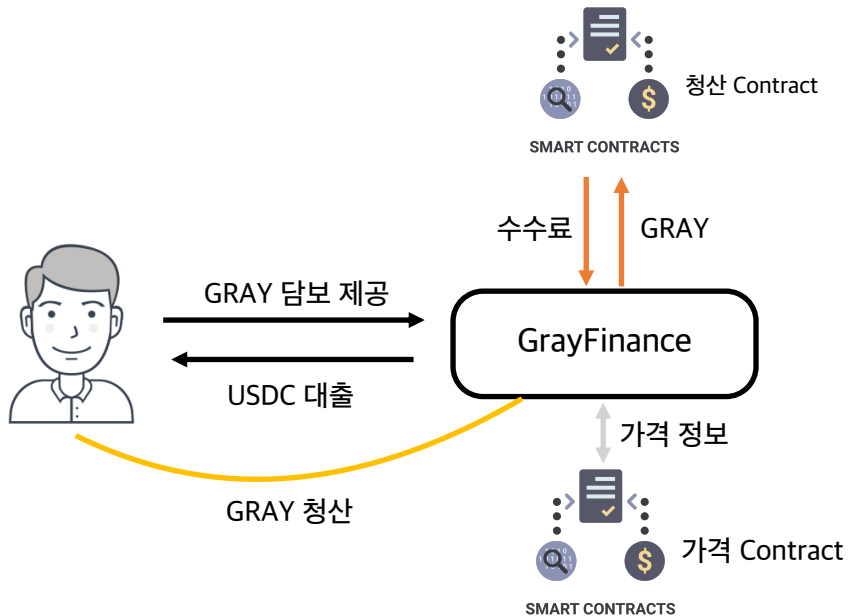 청산 Contract
SMART CONTRACTS
수수료
GRAY
GRAY 담보 제공
GrayFinance
USDC 대출
가격 정보
GRAY 청산
가격 Contract
SMART CONTRACTS